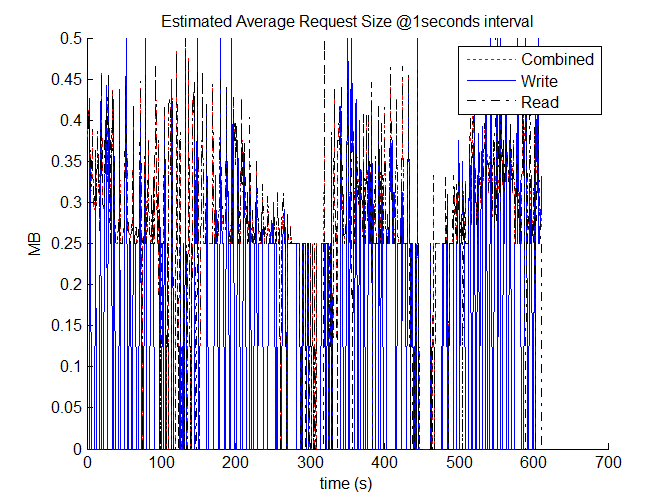 Estimated Average Request Size @1seconds interval
0.5
0.45
0.4
0.35
0.3
0.25
0.2
0.15
0.1
0.05
0
MB
Combined
Write
Read
0 100 200 300 400 500 600 700
time (s)